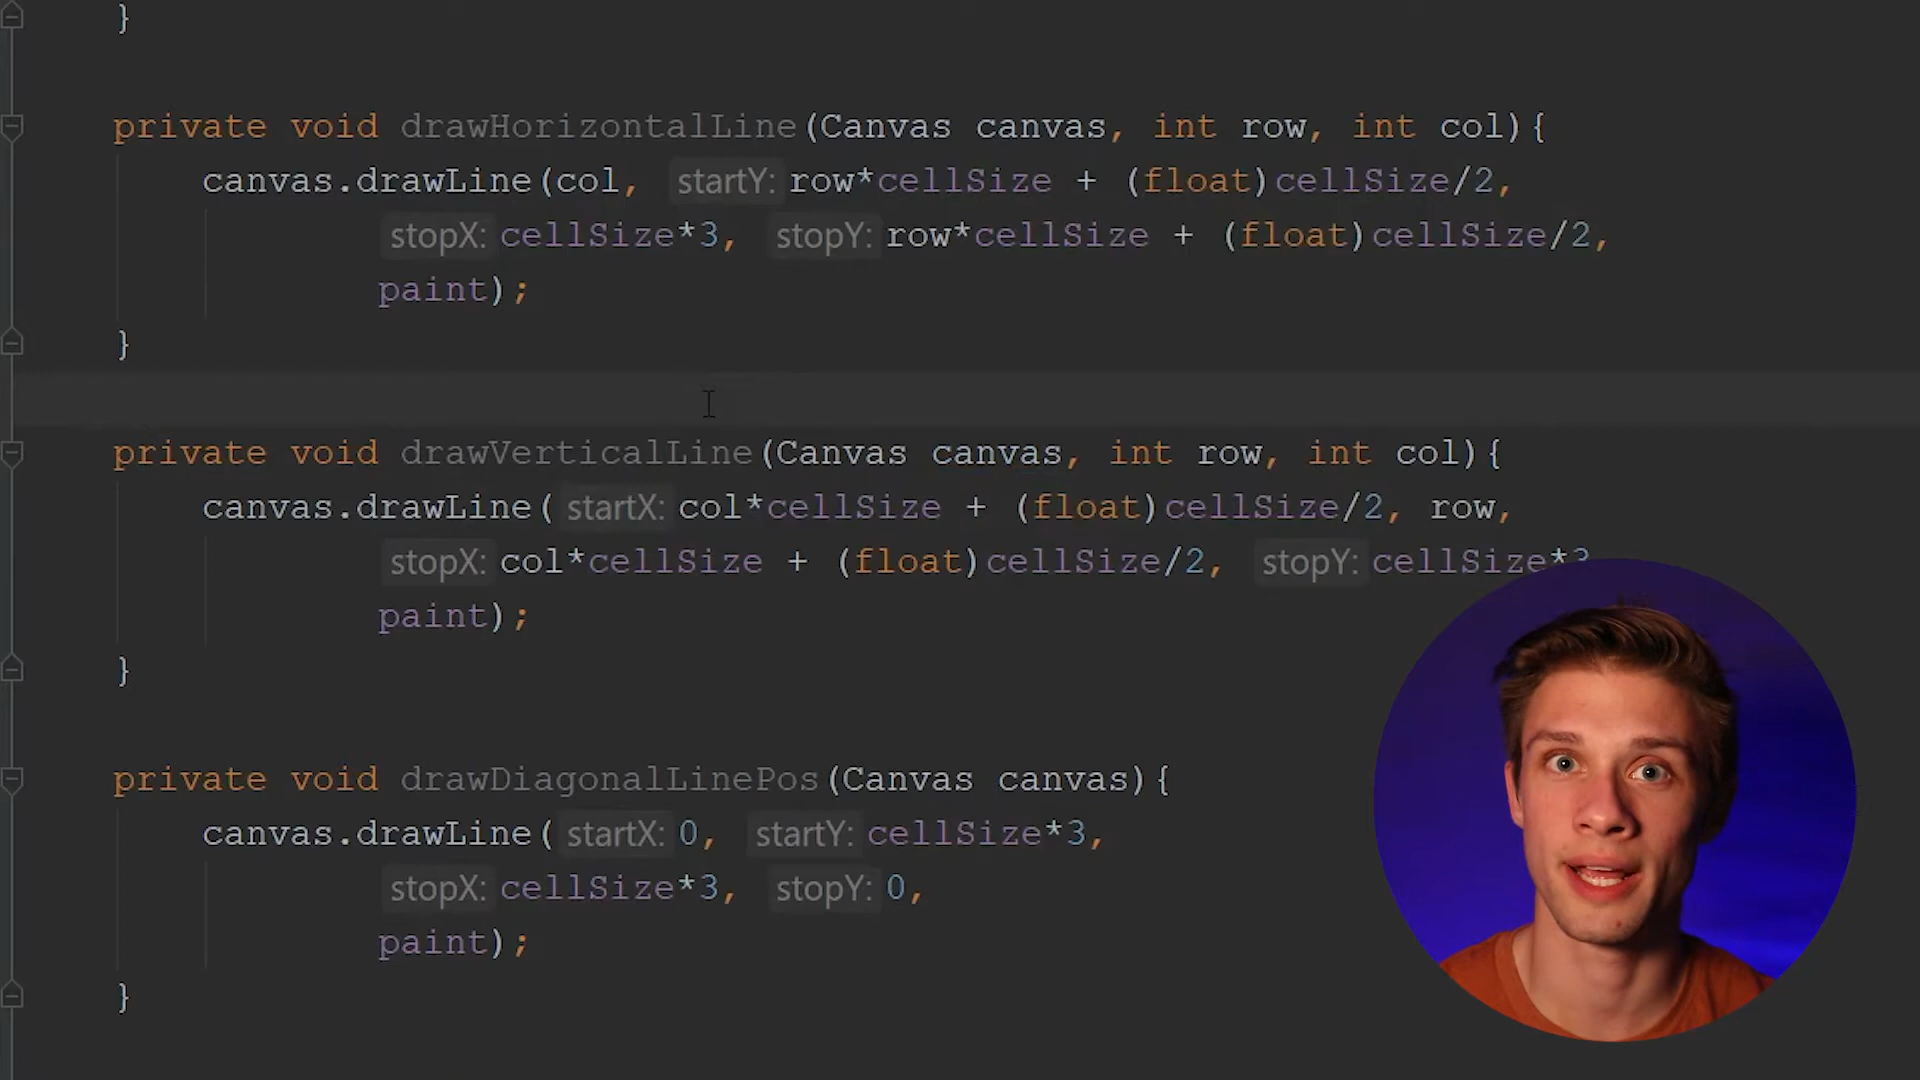 }
private void drawHorizontalLine(Canvas canvas, int row, int col){
canvas.drawLine(col, startY: row*cellSize + (float)cellSize/2,
stopX: cellSize*3, stopY: row*cellSize + (float)cellSize/2,
paint);
}
private void drawVerticalLine(Canvas canvas, int row, int col){
canvas.drawLine( startX: col*cellSize + (float)cellSize/2, row,
stopX: col*cellSize + (float)cellSize/2, stopY: cellSize*3
paint);
}
private void drawDiagonalLinePos(Canvas canvas){
canvas.drawLine( startX: 0, startY: cellSize*3,
stopX: cellSize*3, stopY: 0,
paint);
}